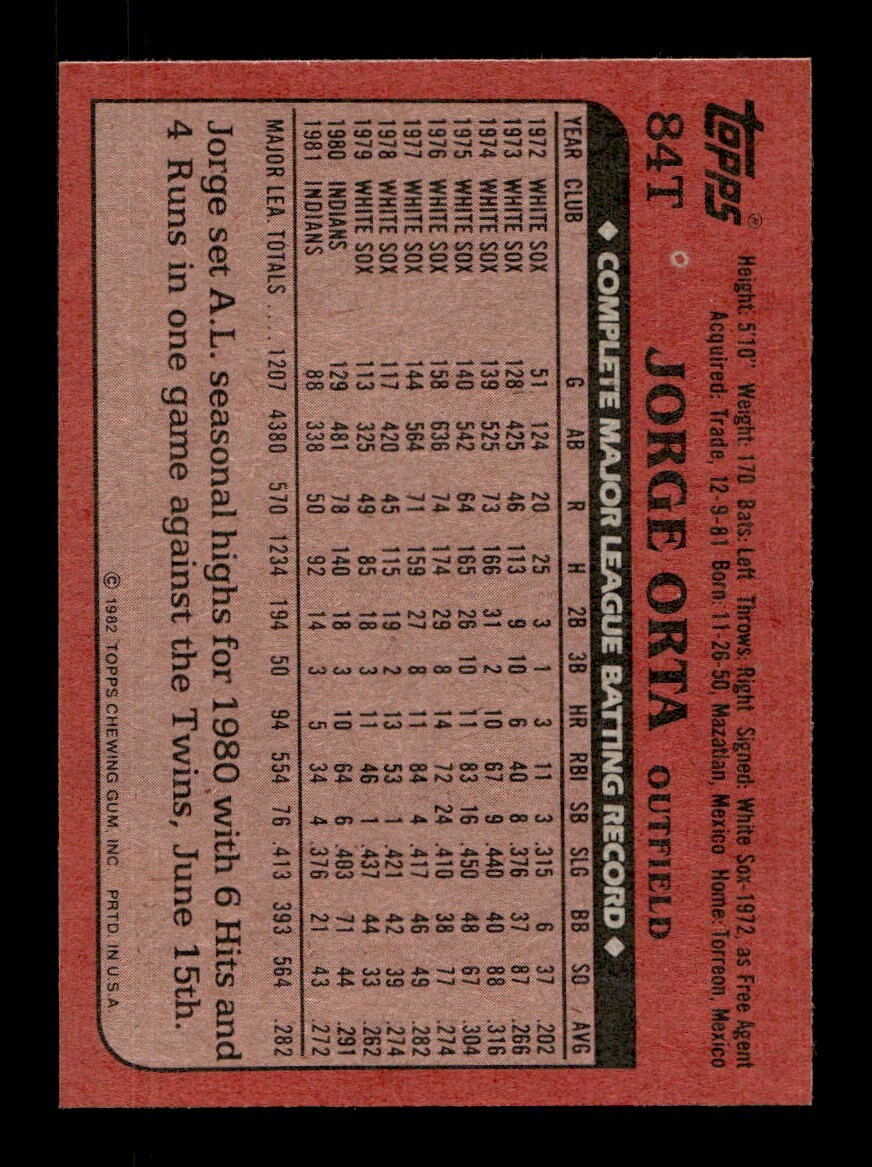 TOPPS®
Height: 5'10" Weight: 170 Bats: Left Throws: Right Signed: White Sox-1972, as Free Agent
Acquired: Trade, 12-9-81 Born: 11-26-50, Mazatlan, Mexico Home: Torreon, Mexico
84T JORGE ORTA OUTFIELD
◆ COMPLETE MAJOR LEAGUE BATTING RECORD ◆
YEAR CLUB G AB R H 2B 3B HR RBI SB SLG BB SO AVG
1972 WHITE SOX 51 124 20 25 3 1 3 11 3 .315 6 37 .202
1973 WHITE SOX 128 425 46 113 9 10 6 40 8 .376 37 87 .266
1974 WHITE SOX 139 525 73 166 31 2 10 67 9 .440 40 88 .316
1975 WHITE SOX 140 542 64 165 26 10 11 83 16 .450 48 67 .304
1976 WHITE SOX 158 636 74 174 29 8 14 72 24 .410 38 77 .274
1977 WHITE SOX 144 564 71 159 27 8 11 84 4 .417 46 49 .282
1978 WHITE SOX 117 420 45 115 19 2 13 53 1 .421 42 39 .274
1979 WHITE SOX 113 325 49 85 18 3 11 46 1 .437 44 33 .262
1980 INDIANS 129 481 78 140 18 3 10 64 6 .403 71 44 .291
1981 INDIANS 88 338 50 92 14 3 5 34 4 .376 21 43 .272
MAJOR LEA. TOTALS .... 1207 4380 570 1234 194 50 94 554 76 .413 393 564 .282
Jorge set A.L. seasonal highs for 1980 with 6 Hits and
4 Runs in one game against the Twins, June 15th.
© 1982 TOPPS CHEWING GUM, INC. PRTD. IN U.S.A.